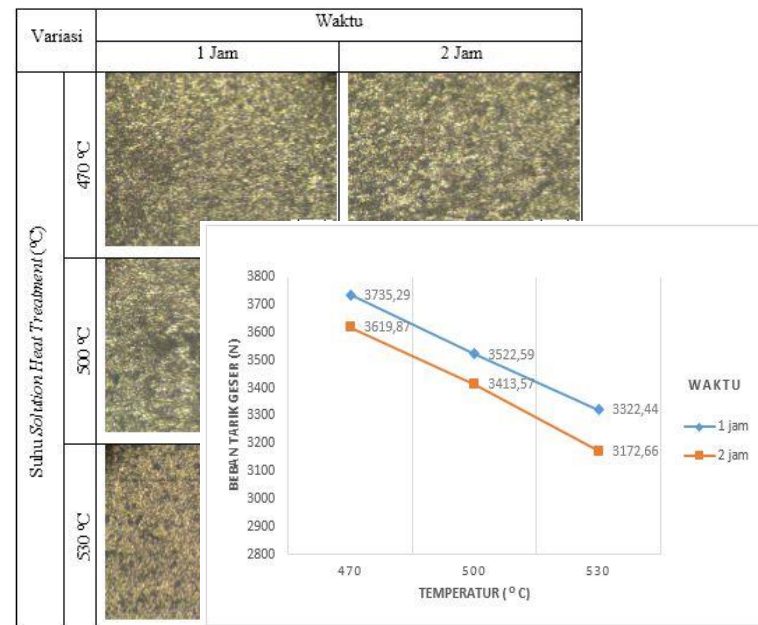 Variasi
Waktu
1 Jam
2 Jam
Suhu Solution Heat Treatment (°C)
470 °C
500 °C
530 °C
BEBAN TARIK GESER (N)
3800
3700
3600
3500
3400
3300
3200
3100
3000
2900
2800
3735,29
3619,87
3522,59
3413,57
3322,44
3172,66
470
500
530
TEMPERATUR (° C)
WAKTU
1 jam
2 jam